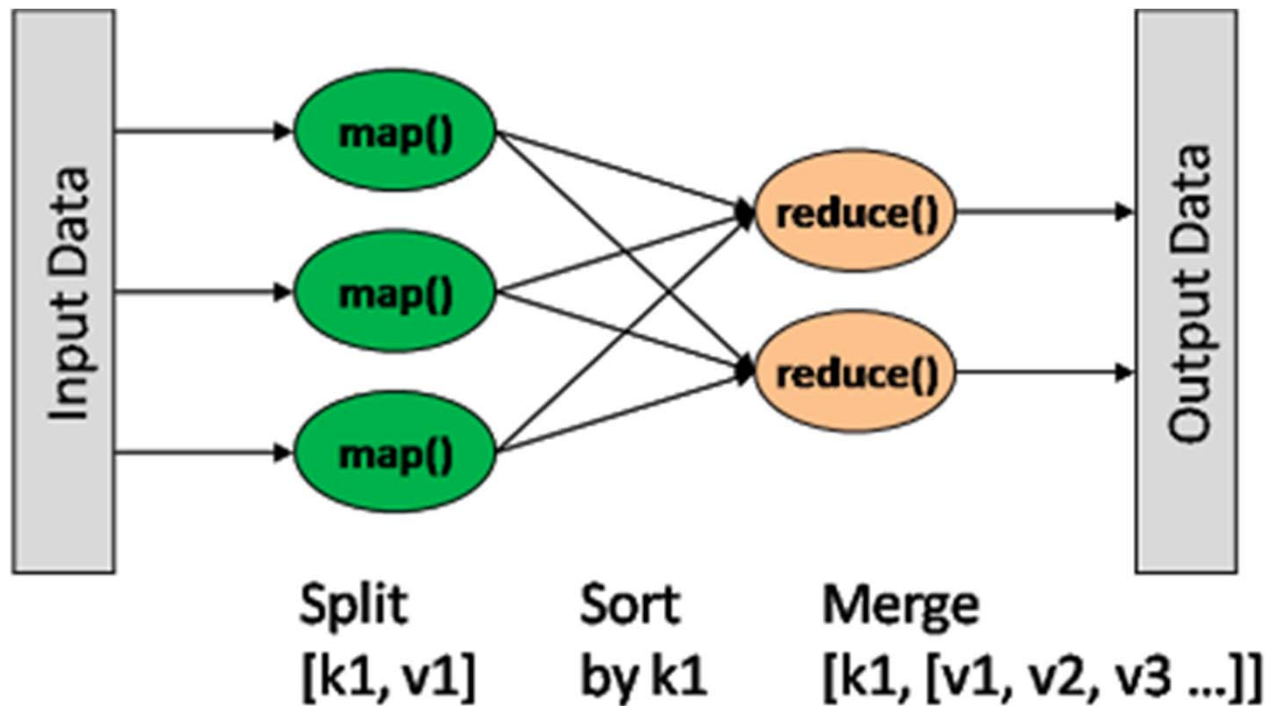 Input Data
map()
map()
map()
reduce()
reduce()
Output Data
Split
[k1, v1]
Sort
by k1
Merge
[k1, [v1, v2, v3 ...]]